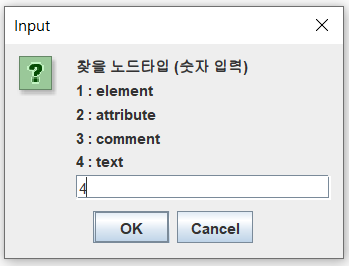 Input
찾을 노드타입 (숫자 입력)
1 : element
2 : attribute
3 : comment
4 : text
4
OK
Cancel